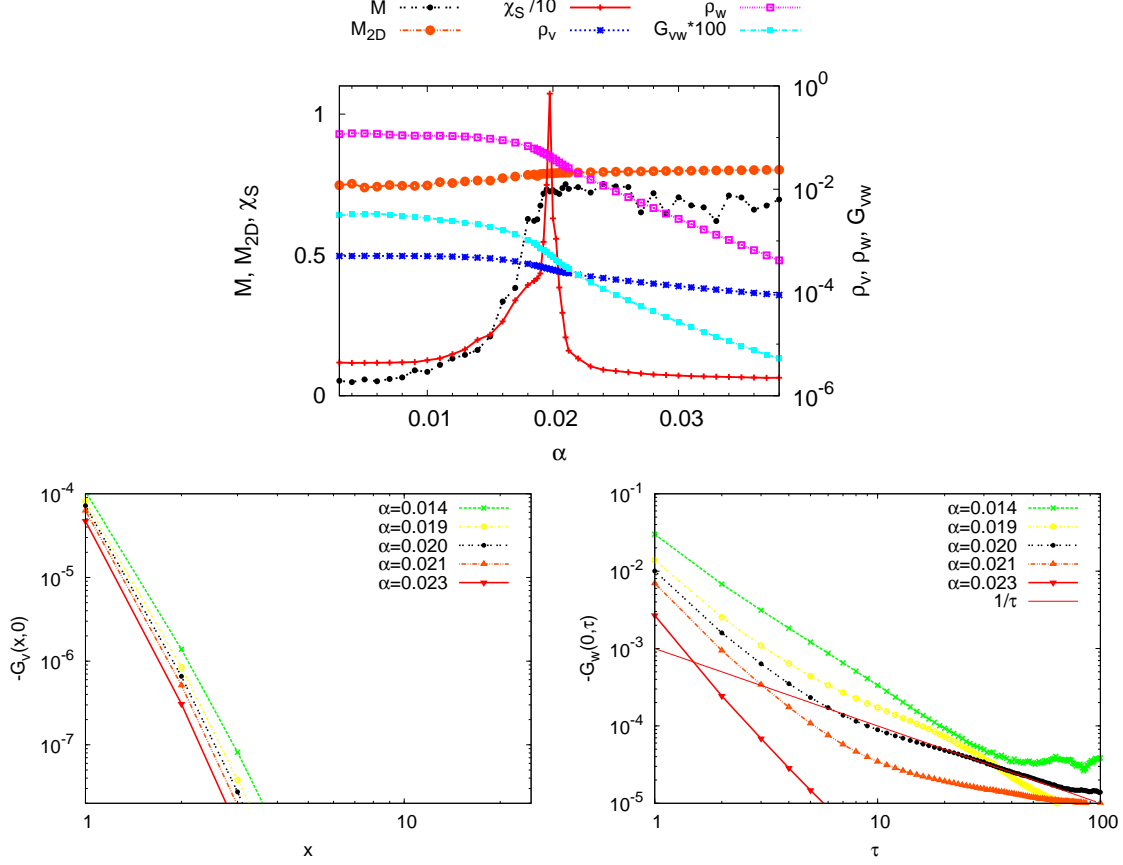 M χS /10 ρw
M2D ρv Gvw*100
1
0.5
0
M, M2D, χS
10^0
10^-2
10^-4
10^-6
ρv, ρw, Gvw
0.01 0.02 0.03
α
10^-4
10^-5
10^-6
10^-7
-Gv(x,0)
α=0.014
α=0.019
α=0.020
α=0.021
α=0.023
1 10
x
10^-1
10^-2
10^-3
10^-4
10^-5
-Gw(0,τ)
α=0.014
α=0.019
α=0.020
α=0.021
α=0.023
1/τ
1 10 100
τ